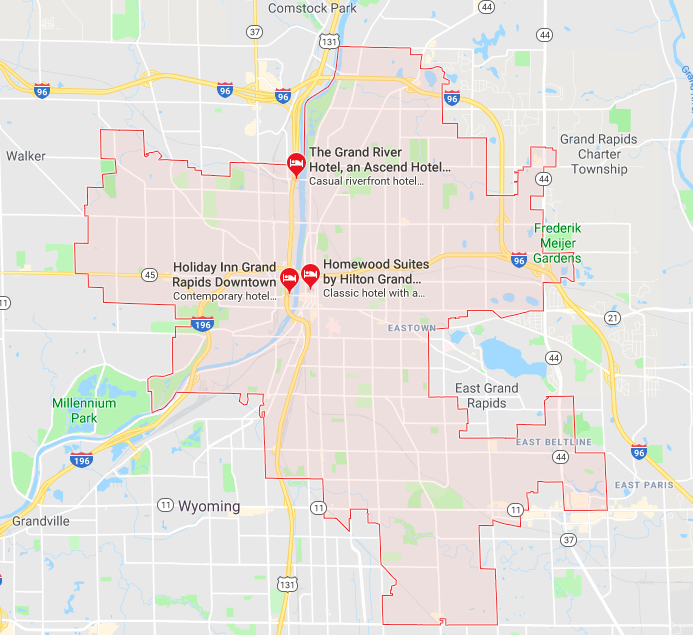 Comstock Park
44
37
44
131
96
96
96
96
Walker
The Grand River
Hotel, an Ascend Hotel...
Casual riverfront hotel...
Grand Rapids
Charter
Township
44
Frederik
Meijer
Gardens
Holiday Inn Grand
Rapids Downtown
Contemporary hotel...
Homewood Suites
by Hilton Grand...
Classic hotel with a...
45
96
11
196
EASTOWN
21
44
East Grand
Rapids
Millennium
Park
EAST BELTLINE
196
44
96
EAST PARIS
11
Wyoming
11
11
Grandville
37
131